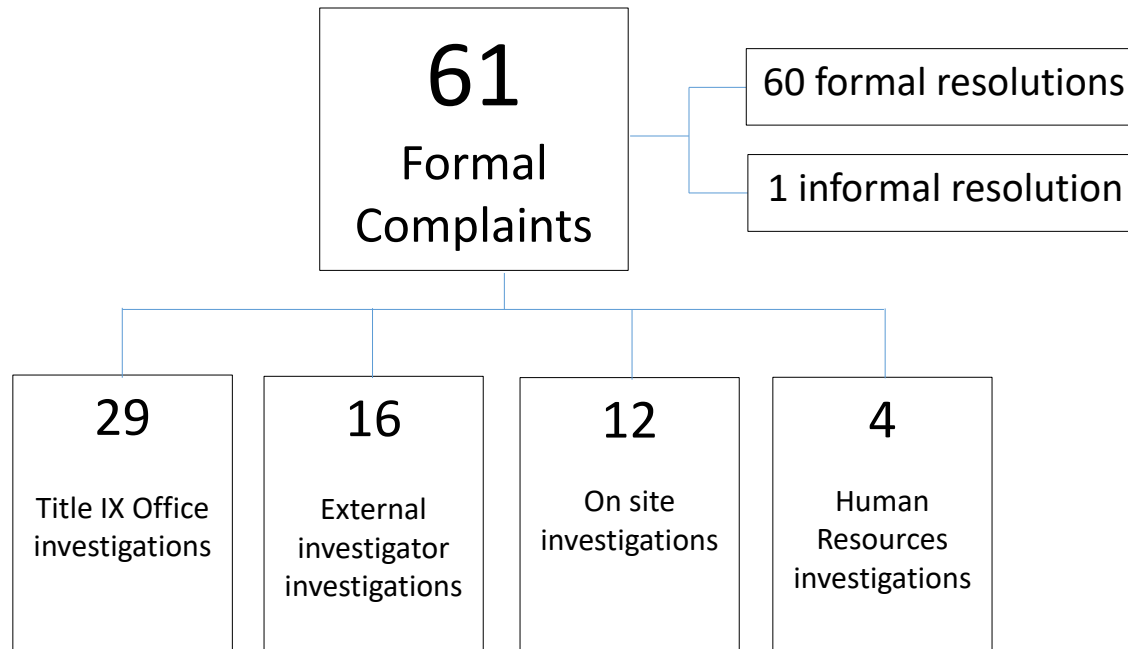 61
Formal
Complaints
60 formal resolutions
1 informal resolution
29
Title IX Office
investigations
16
External
investigator
investigations
12
On site
investigations
4
Human
Resources
investigations